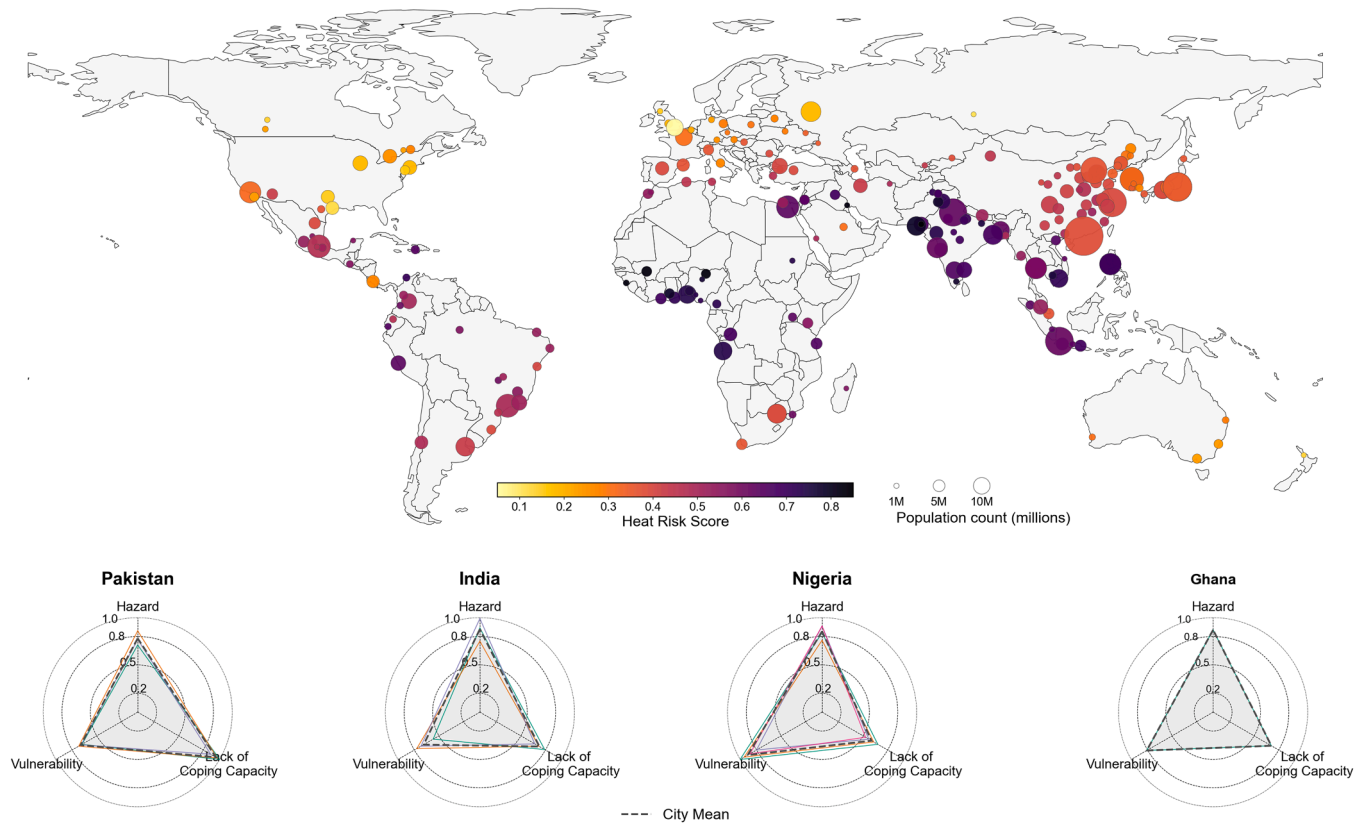 0.1 0.2 0.3 0.4 0.5 0.6 0.7 0.8
Heat Risk Score
1M 5M 10M
Population count (millions)
Pakistan
Hazard
1.0
0.8
0.5
0.2
Vulnerability
Lack of
Coping Capacity
India
Hazard
1.0
0.8
0.5
0.2
Vulnerability
Lack of
Coping Capacity
Nigeria
Hazard
1.0
0.8
0.5
0.2
Vulnerability
Lack of
Coping Capacity
Ghana
Hazard
1.0
0.8
0.5
0.2
Vulnerability
Lack of
Coping Capacity
City Mean